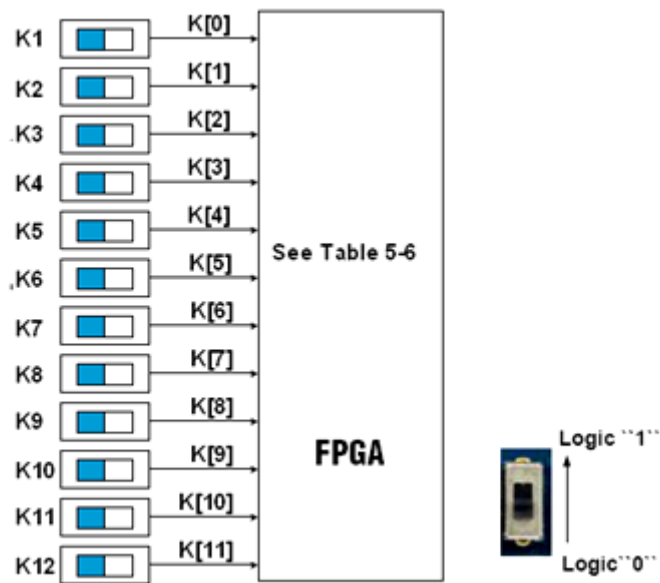 K1 K[0]
K2 K[1]
K3 K[2]
K4 K[3]
K5 K[4]
See Table 5-6
K6 K[5]
K7 K[6]
K8 K[7]
K9 K[8]
K10 K[9]
K11 K[10]
K12 K[11]
FPGA
Logic ``1``
Logic``0``